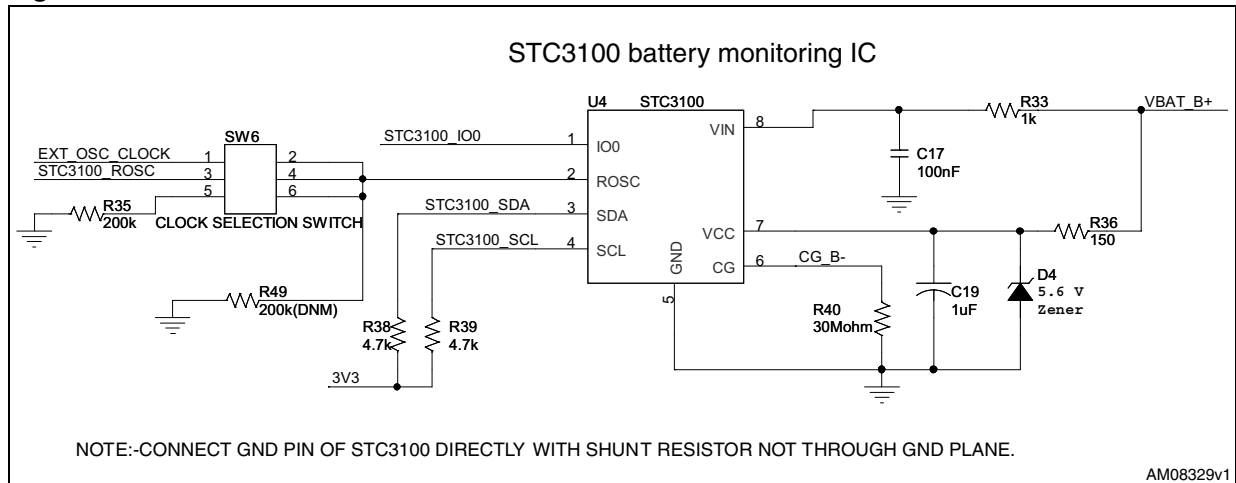 STC3100 battery monitoring IC
U4 STC3100
VBAT_B+
R33
1k
8
VIN
C17
100nF
SW6
STC3100_IO0
1
IO0
EXT_OSC_CLOCK
1
2
STC3100_ROSC
3
4
5
6
2
ROSC
R35
200k
CLOCK SELECTION SWITCH
STC3100_SDA
3
SDA
STC3100_SCL
4
SCL
VCC
7
R36
150
CG
6
CG_B-
GND
5
D4
5.6 V
Zener
C19
1uF
R40
30Mohm
R49
200k(DNM)
R38
4.7k
R39
4.7k
3V3
NOTE:-CONNECT GND PIN OF STC3100 DIRECTLY WITH SHUNT RESISTOR NOT THROUGH GND PLANE.
AM08329v1